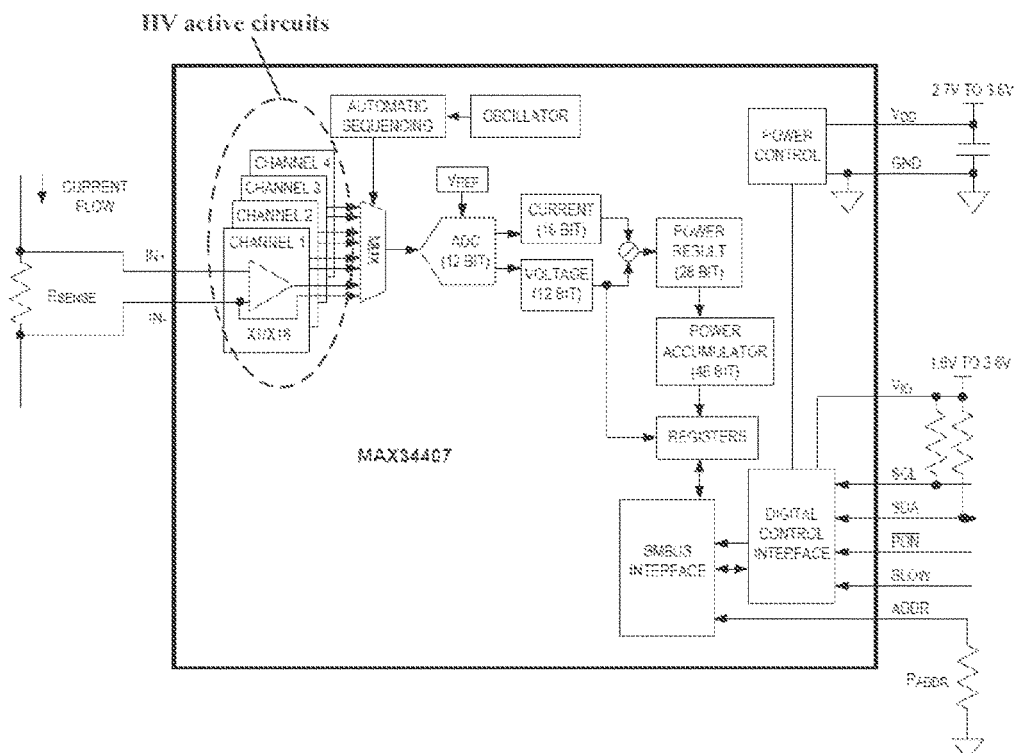 HV active circuits
AUTOMATIC
SEQUENCING
OSCILLATOR
2.7V TO 3.6V
POWER
CONTROL
VDD
GND
CHANNEL 4
CHANNEL 3
CHANNEL 2
CHANNEL 1
CURRENT
FLOW
VREF
CURRENT
(16 BIT)
POWER
RESULT
(28 BIT)
IN+
MUX
ADC
(12 BIT)
VOLTAGE
(12 BIT)
RSENSE
IN-
POWER
ACCUMULATOR
(48 BIT)
1.6V TO 3.6V
VIO
REGISTERS
MAX34407
SCL
SDA
SMBUS
INTERFACE
DIGITAL
CONTROL
INTERFACE
SLOW
ADDR
RADDR